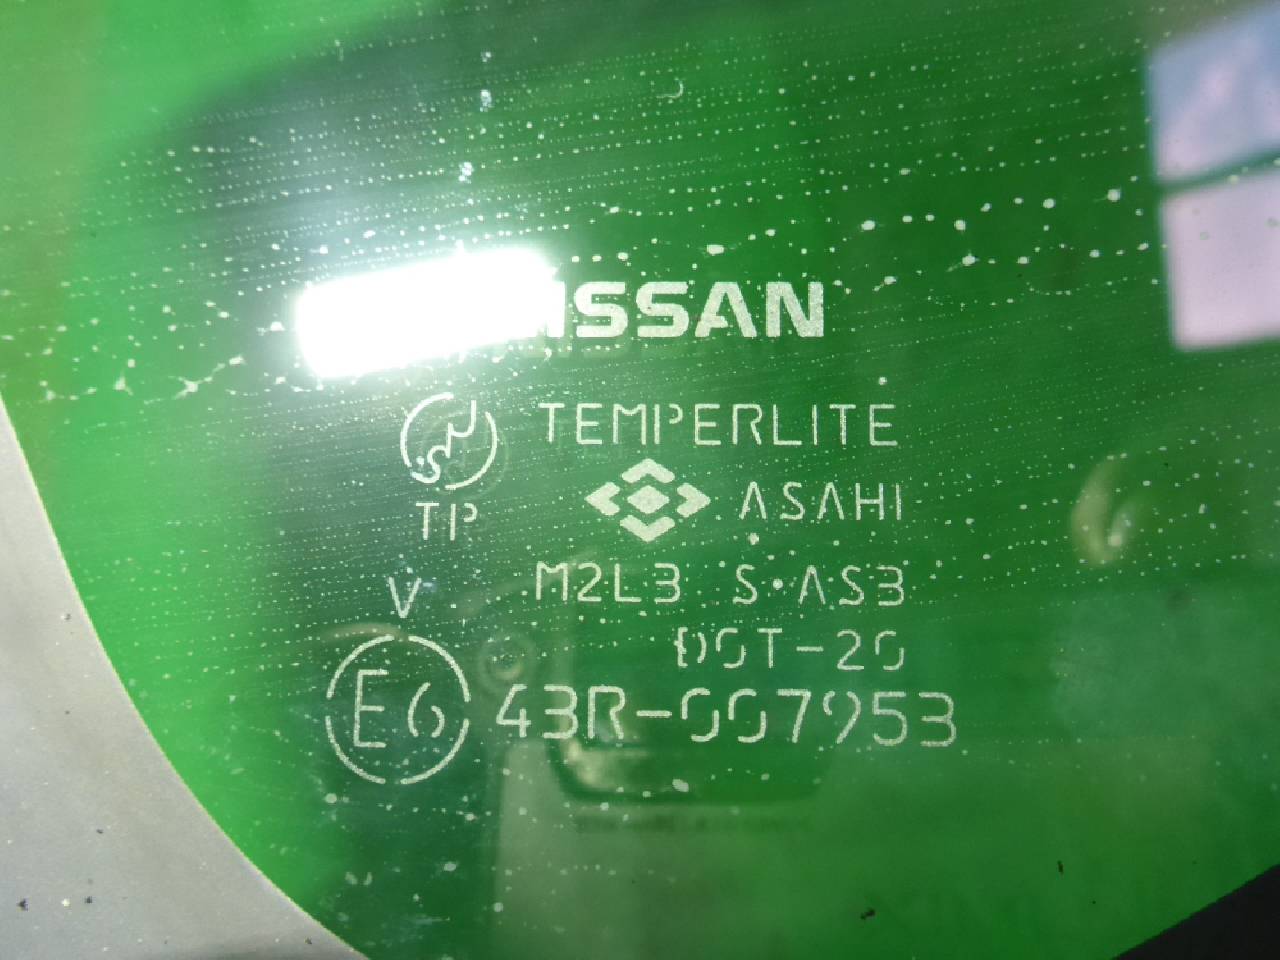 NISSAN
TEMPERLITE
ASAHI
TP
M2L3 S·AS3
V
DOT-20
E6 43R-007953